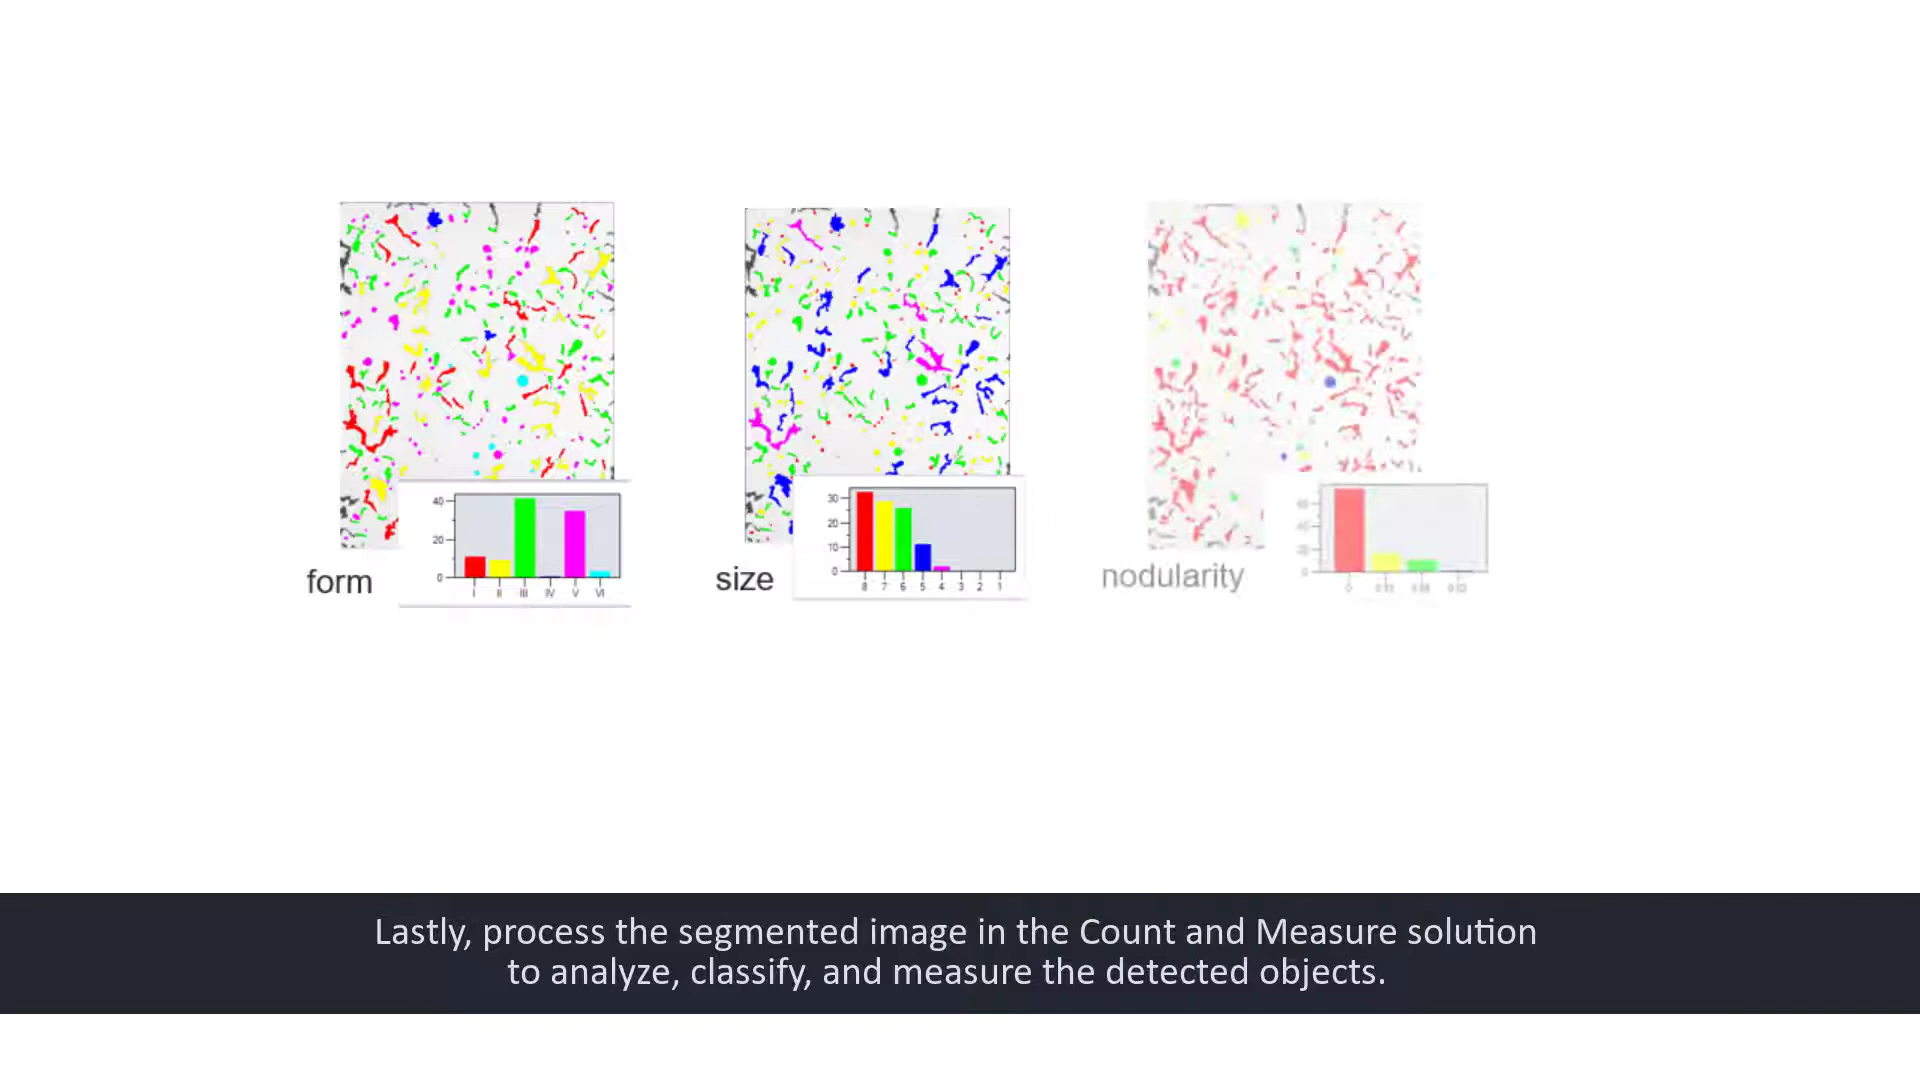 40
20
0
I II III IV V VI
form
30
20
10
0
8 7 6 5 4 3 2 1
size
nodularity
Lastly, process the segmented image in the Count and Measure solution
to analyze, classify, and measure the detected objects.